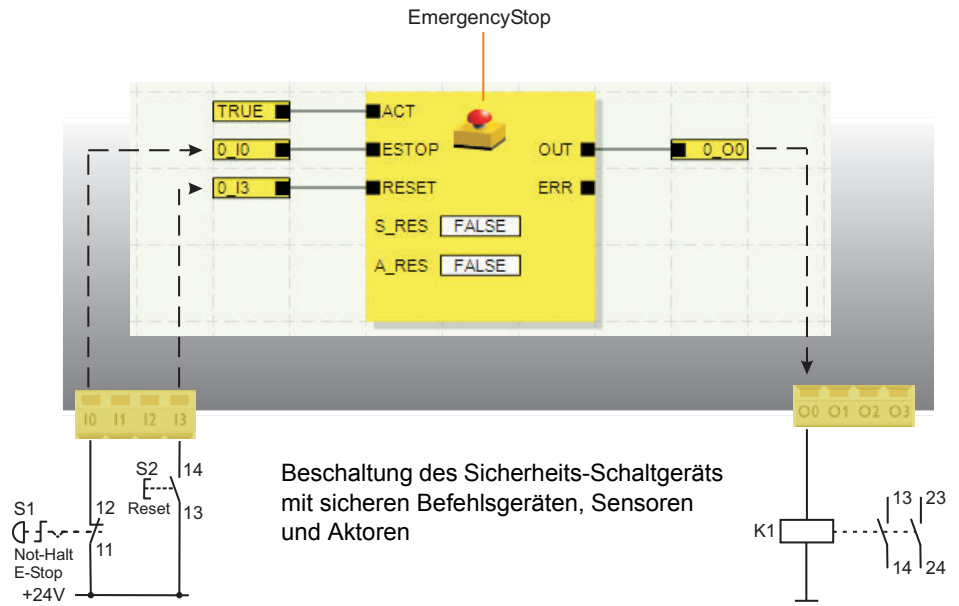 EmergencyStop
TRUE
ACT
0_I0
ESTOP
OUT
0_O0
0_I3
RESET
ERR
S_RES
FALSE
A_RES
FALSE
I0 I1 I2 I3
O0 O1 O2 O3
Beschaltung des Sicherheits-Schaltgeräts
mit sicheren Befehlsgeräten, Sensoren
und Aktoren
S2
14
Reset
13
S1
12
11
Not-Halt
E-Stop
+24V
K1
13
23
14
24